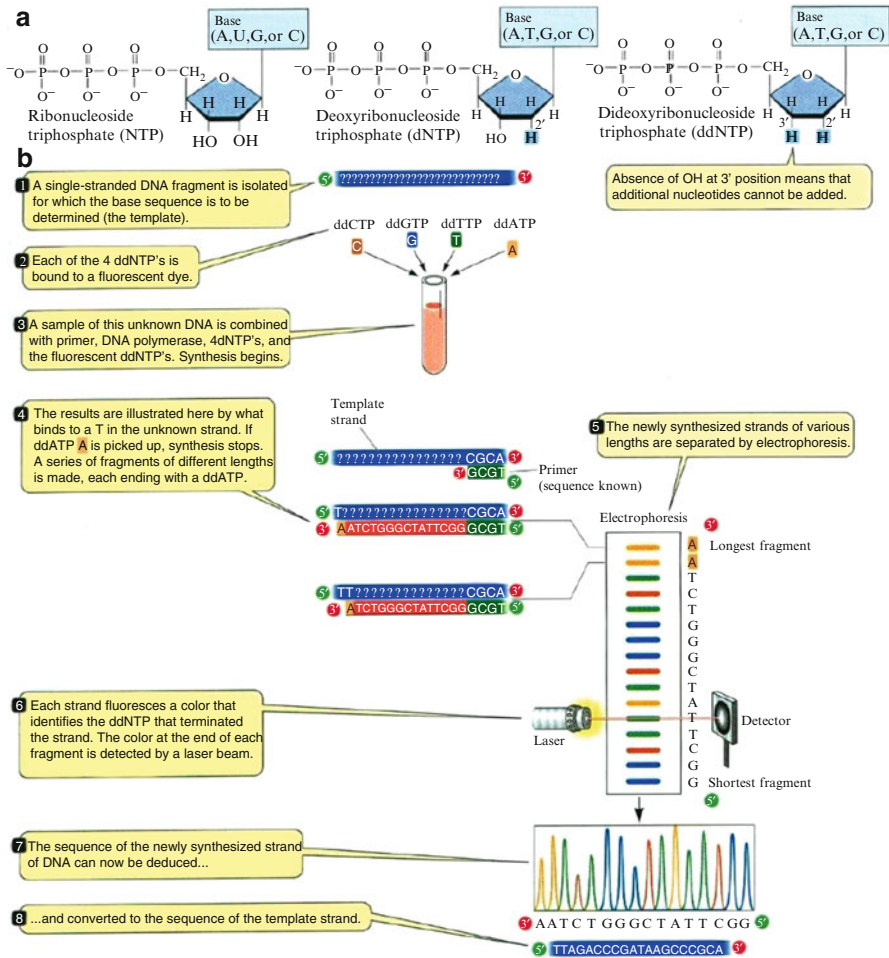 a
Base
(A,U,G,or C)
O O O
⁻O–P–O–P–O–P–O–CH₂ O
O⁻ O⁻ O⁻
H H H H
HO OH
Ribonucleoside
triphosphate (NTP)
Base
(A,T,G,or C)
O O O
⁻O–P–O–P–O–P–O–CH₂ O
O⁻ O⁻ O⁻
H H H H
2′
HO H
Deoxyribonucleoside
triphosphate (dNTP)
Base
(A,T,G,or C)
O O O
⁻O–P–O–P–O–P–O–CH₂ O
O⁻ O⁻ O⁻
H H H H
3′ 2′
H H
Dideoxyribonucleoside
triphosphate (ddNTP)
Absence of OH at 3' position means that
additional nucleotides cannot be added.
b
1 A single-stranded DNA fragment is isolated
for which the base sequence is to be
determined (the template).
5′ ??????????????????????????? 3′
2 Each of the 4 ddNTP's is
bound to a fluorescent dye.
ddCTP ddGTP ddTTP ddATP
C G T A
3 A sample of this unknown DNA is combined
with primer, DNA polymerase, 4dNTP's, and
the fluorescent ddNTP's. Synthesis begins.
4 The results are illustrated here by what
binds to a T in the unknown strand. If
ddATP A is picked up, synthesis stops.
A series of fragments of different lengths
is made, each ending with a ddATP.
Template
strand
5′ ????????????????CGCA 3′
3′ GCGT 5′
Primer
(sequence known)
5′ T????????????????CGCA 3′
3′ AATCTGGGCTATTCGGGCGT 5′
5′ TT???????????????CGCA 3′
3′ ATCTGGGCTATTCGGGCGT 5′
5 The newly synthesized strands of various
lengths are separated by electrophoresis.
Electrophoresis
3′
A Longest fragment
A
T
C
T
G
G
G
C
T
A
T
T
C
G
G Shortest fragment
5′
6 Each strand fluoresces a color that
identifies the ddNTP that terminated
the strand. The color at the end of each
fragment is detected by a laser beam.
Laser
Detector
7 The sequence of the newly synthesized strand
of DNA can now be deduced...
3′ AATCTGGGCTATTCGG 5′
8 ...and converted to the sequence of the template strand.
5′ TTAGACCCGATAAGCCCGCA 3′